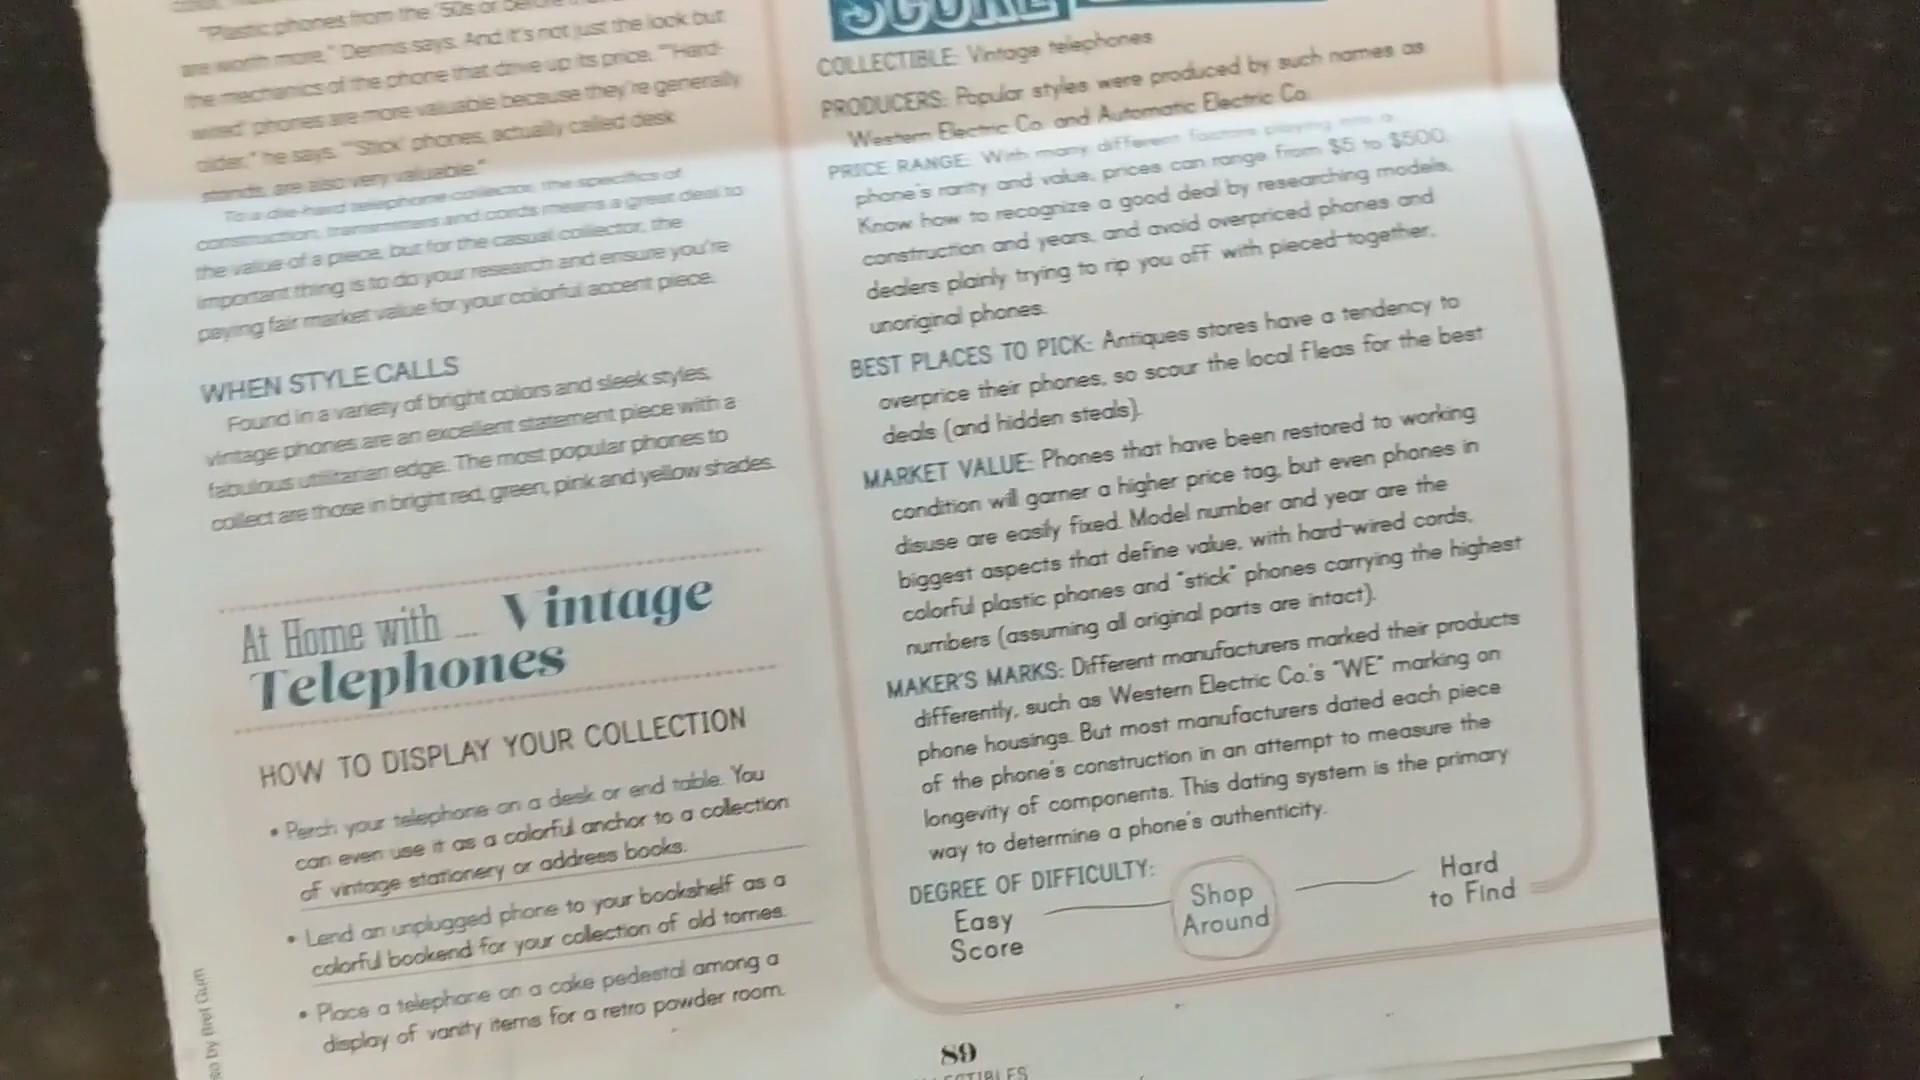 "Plastic phones from the '50s or before
are worth more," Dennis says. And it's not just the look but
the mechanics of the phone that drive up its price. "'Hard-
wired' phones are more valuable because they're generally
older," he says. "'Stick' phones, actually called desk
stands, are also very valuable."
To a die-hard telephone collector, the specifics of
construction, transmitters and cords means a great deal to
the value of a piece, but for the casual collector, the
important thing is to do your research and ensure you're
paying fair market value for your colorful accent piece.
WHEN STYLE CALLS
Found in a variety of bright colors and sleek styles,
vintage phones are an excellent statement piece with a
fabulous utilitarian edge. The most popular phones to
collect are those in bright red, green, pink and yellow shades.
At Home with ... Vintage
Telephones
HOW TO DISPLAY YOUR COLLECTION
• Perch your telephone on a desk or end table. You
can even use it as a colorful anchor to a collection
of vintage stationery or address books.
• Lend an unplugged phone to your bookshelf as a
colorful bookend for your collection of old tomes.
• Place a telephone on a cake pedestal among a
display of vanity items for a retro powder room.
by Bret Gum
SCORE
COLLECTIBLE: Vintage telephones
PRODUCERS: Popular styles were produced by such names as
Western Electric Co. and Automatic Electric Co.
PRICE RANGE: With many different factors playing into a
phone's rarity and value, prices can range from $5 to $500.
Know how to recognize a good deal by researching models,
construction and years, and avoid overpriced phones and
dealers plainly trying to rip you off with pieced-together,
unoriginal phones.
BEST PLACES TO PICK: Antiques stores have a tendency to
overprice their phones, so scour the local fleas for the best
deals (and hidden steals).
MARKET VALUE: Phones that have been restored to working
condition will garner a higher price tag, but even phones in
disuse are easily fixed. Model number and year are the
biggest aspects that define value, with hard-wired cords,
colorful plastic phones and "stick" phones carrying the highest
numbers (assuming all original parts are intact).
MAKER'S MARKS: Different manufacturers marked their products
differently, such as Western Electric Co.'s "WE" marking on
phone housings. But most manufacturers dated each piece
of the phone's construction in an attempt to measure the
longevity of components. This dating system is the primary
way to determine a phone's authenticity.
DEGREE OF DIFFICULTY:
Easy
Score
Shop
Around
Hard
to Find
89